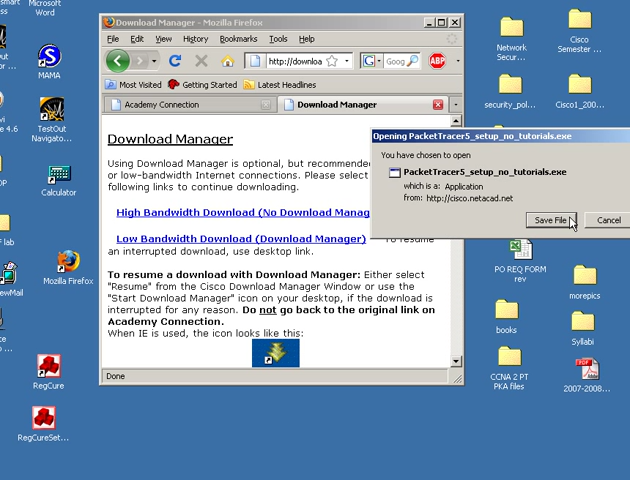 Microsoft
Word
MAMA
TestOut
Navigato...
Calculator
Mozilla Firefox
RegCure
RegCureSet...
4.6
OP
f lab
ewMail
Download Manager - Mozilla Firefox
File Edit View History Bookmarks Tools Help
http://downloa
G
Goog
ABP
Most Visited Getting Started Latest Headlines
Academy Connection
Download Manager
Download Manager
Using Download Manager is optional, but recommended
or low-bandwidth Internet connections. Please select
following links to continue downloading.
High Bandwidth Download (No Download Manag
Low Bandwidth Download (Download Manager) To resume
an interrupted download, use desktop link.
To resume a download with Download Manager: Either select
"Resume" from the Cisco Download Manager Window or use the
"Start Download Manager" icon on your desktop, if the download is
interrupted for any reason. Do not go back to the original link on
Academy Connection.
When IE is used, the icon looks like this:
Done
Opening PacketTracer5_setup_no_tutorials.exe
You have chosen to open
PacketTracer5_setup_no_tutorials.exe
which is a: Application
from: http://cisco.netacad.net
Save File
Cancel
Network
Secur...
Cisco
Semester ...
security_pol...
Cisco1_200...
PO REQ FORM
rev
morepics
books
Syllabi
CCNA 2 PT
PKA files
2007-2008...